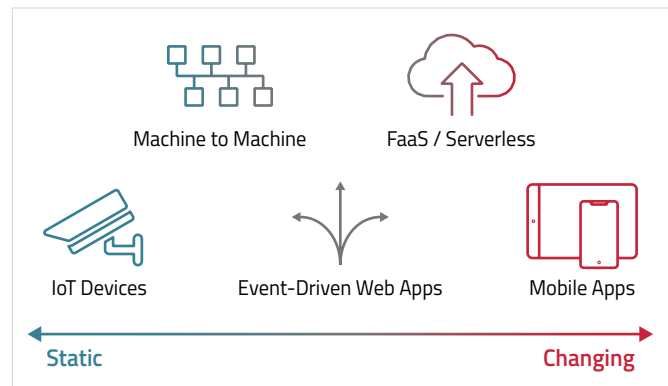 Machine to Machine
FaaS / Serverless
IoT Devices
Event-Driven Web Apps
Mobile Apps
Static
Changing